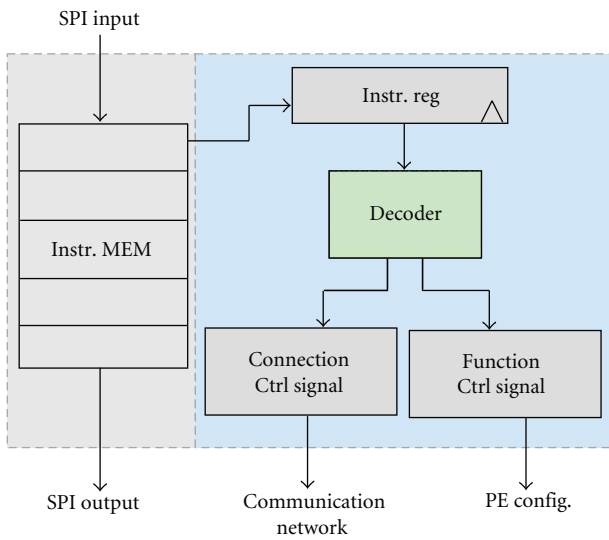 SPI input
Instr. reg
Decoder
Instr. MEM
Connection
Ctrl signal
Function
Ctrl signal
SPI output
Communication
network
PE config.